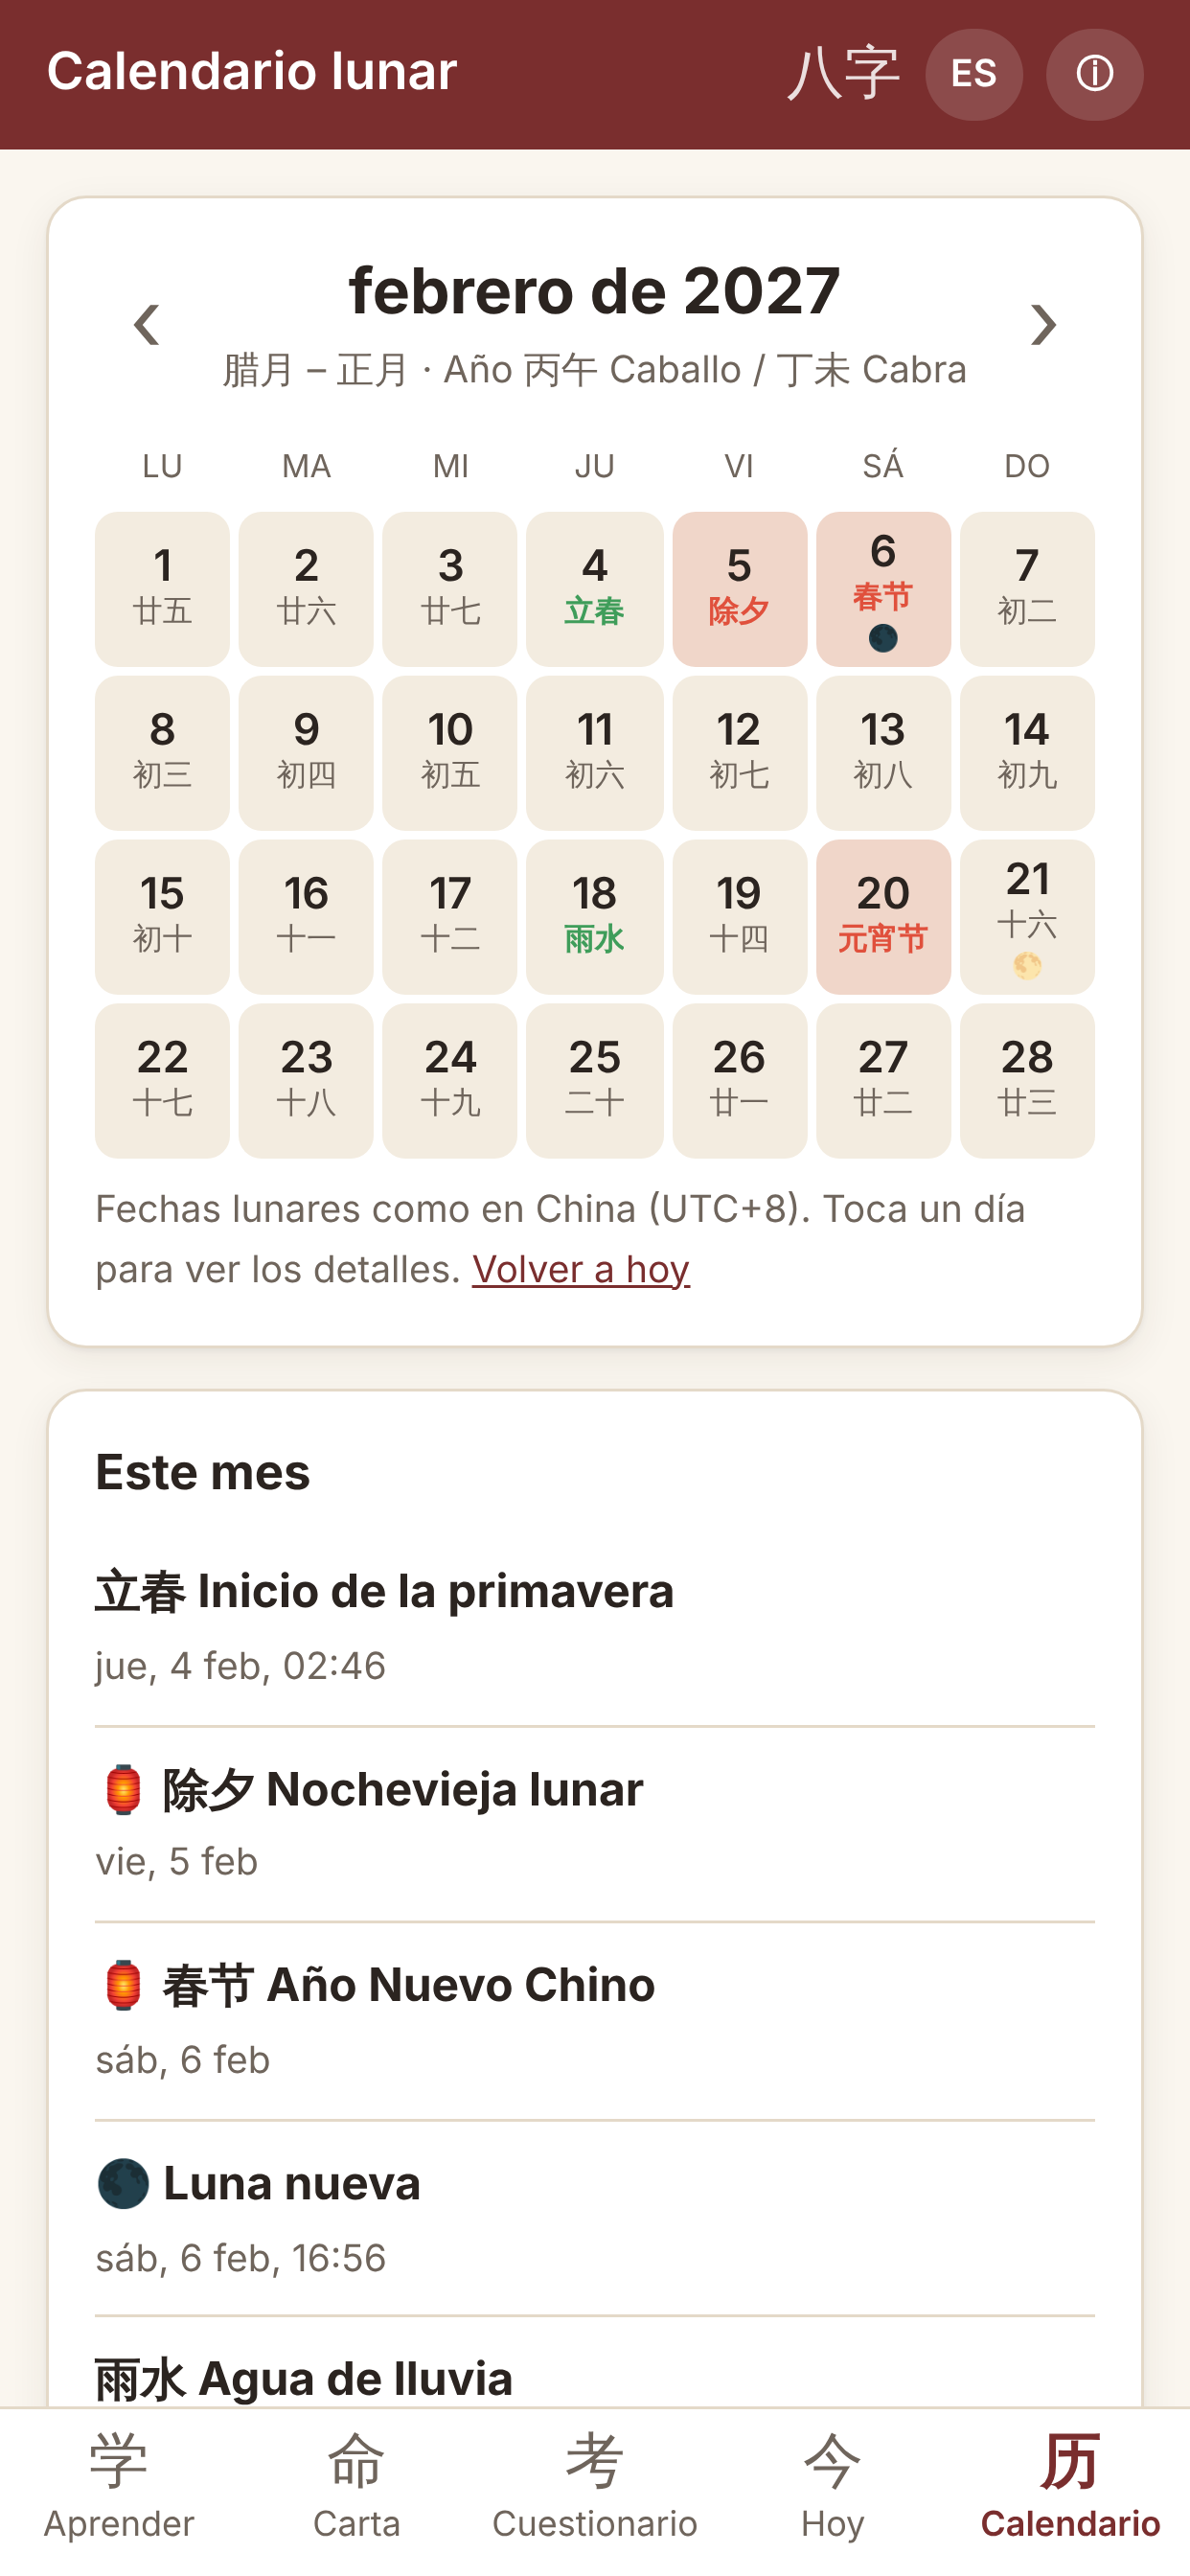 Calendario lunar 八字 ES ⓘ
‹ febrero de 2027 ›
腊月 – 正月 · Año 丙午 Caballo / 丁未 Cabra
LU MA MI JU VI SÁ DO
1 2 3 4 5 6 7
廿五 廿六 廿七 立春 除夕 春节 初二
8 9 10 11 12 13 14
初三 初四 初五 初六 初七 初八 初九
15 16 17 18 19 20 21
初十 十一 十二 雨水 十四 元宵节 十六
22 23 24 25 26 27 28
十七 十八 十九 二十 廿一 廿二 廿三
Fechas lunares como en China (UTC+8). Toca un día
para ver los detalles. Volver a hoy
Este mes
立春 Inicio de la primavera
jue, 4 feb, 02:46
除夕 Nochevieja lunar
vie, 5 feb
春节 Año Nuevo Chino
sáb, 6 feb
Luna nueva
sáb, 6 feb, 16:56
雨水 Agua de lluvia
学 命 考 今 历
Aprender Carta Cuestionario Hoy Calendario